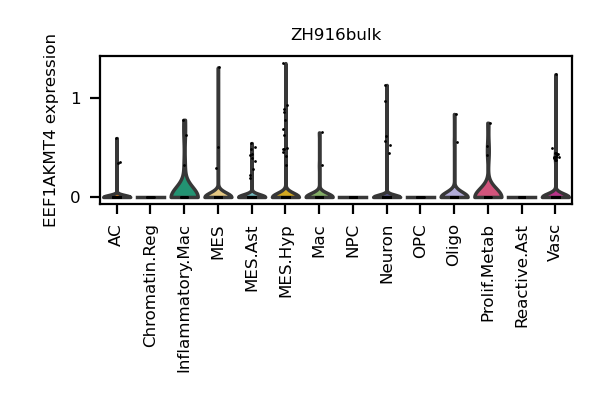 ZH916bulk
EEF1AKMT4 expression
1
0
AC
Chromatin.Reg
Inflammatory.Mac
MES
MES.Ast
MES.Hyp
Mac
NPC
Neuron
OPC
Oligo
Prolif.Metab
Reactive.Ast
Vasc